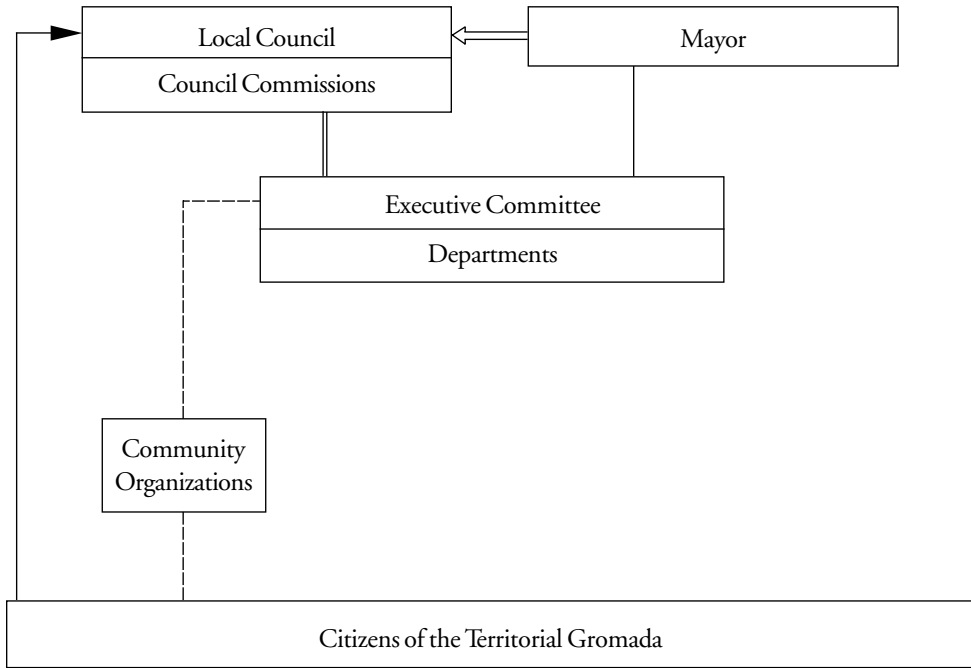 Local Council
Mayor
Council Commissions
Executive Committee
Departments
Community
Organizations
Citizens of the Territorial Gromada